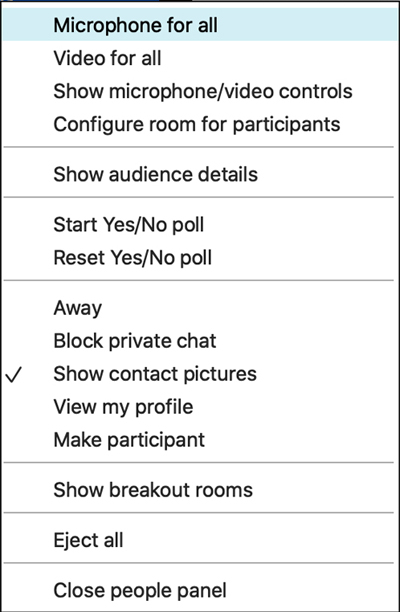 Microphone for all
Video for all
Show microphone/video controls
Configure room for participants
Show audience details
Start Yes/No poll
Reset Yes/No poll
Away
Block private chat
Show contact pictures
View my profile
Make participant
Show breakout rooms
Eject all
Close people panel